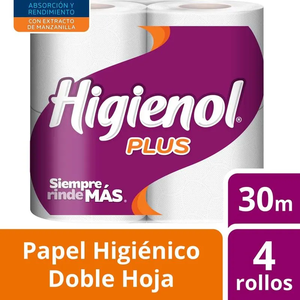 ABSORCIÓN Y
RENDIMIENTO
CON EXTRACTO
DE MANZANILLA
Higienol®
PLUS
Siempre
rinde MÁS.
30m
Papel Higiénico
Doble Hoja
4
rollos